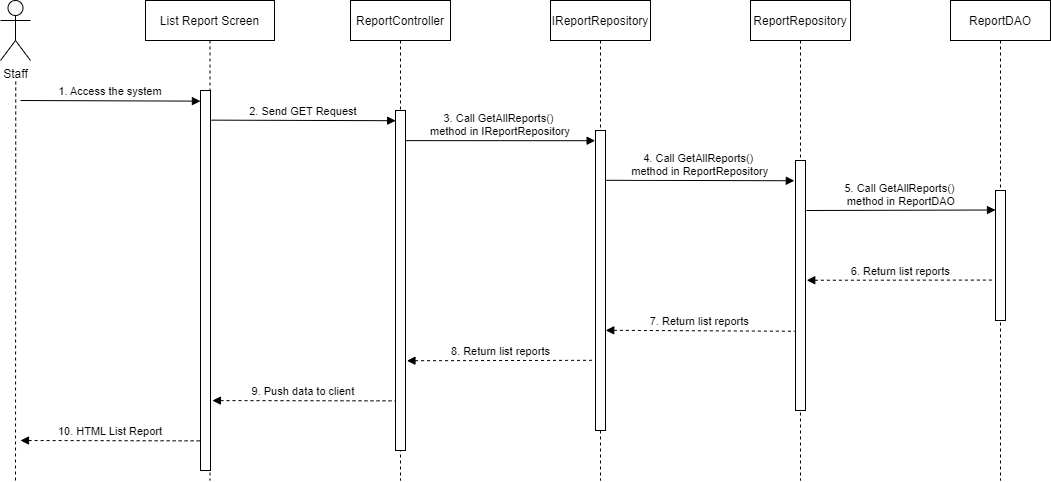 List Report Screen
ReportController
IReportRepository
ReportRepository
ReportDAO
Staff
1. Access the system
2. Send GET Request
3. Call GetAllReports()
method in IReportRepository
4. Call GetAllReports()
method in ReportRepository
5. Call GetAllReports()
method in ReportDAO
6. Return list reports
7. Return list reports
8. Return list reports
9. Push data to client
10. HTML List Report